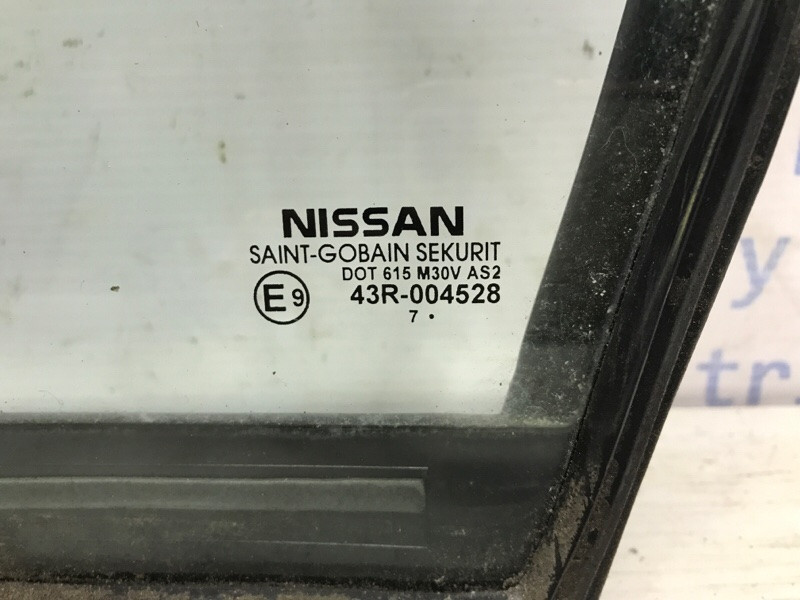 NISSAN
SAINT-GOBAIN SEKURIT
DOT 615 M30V AS2
E9 43R-004528
7 •